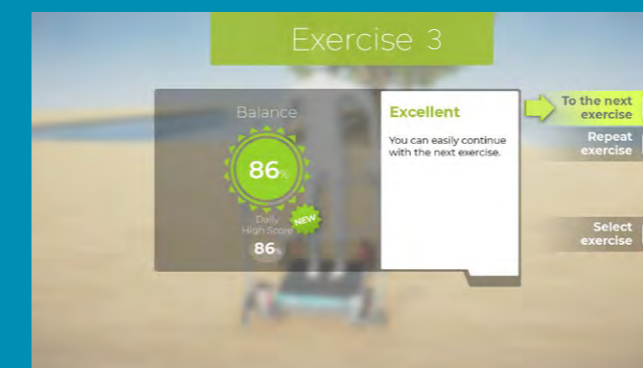 Exercise 3
Balance
86%
Daily
High Score
NEW
86%
Excellent
You can easily continue
with the next exercise.
To the next
exercise
Repeat
exercise
Select
exercise